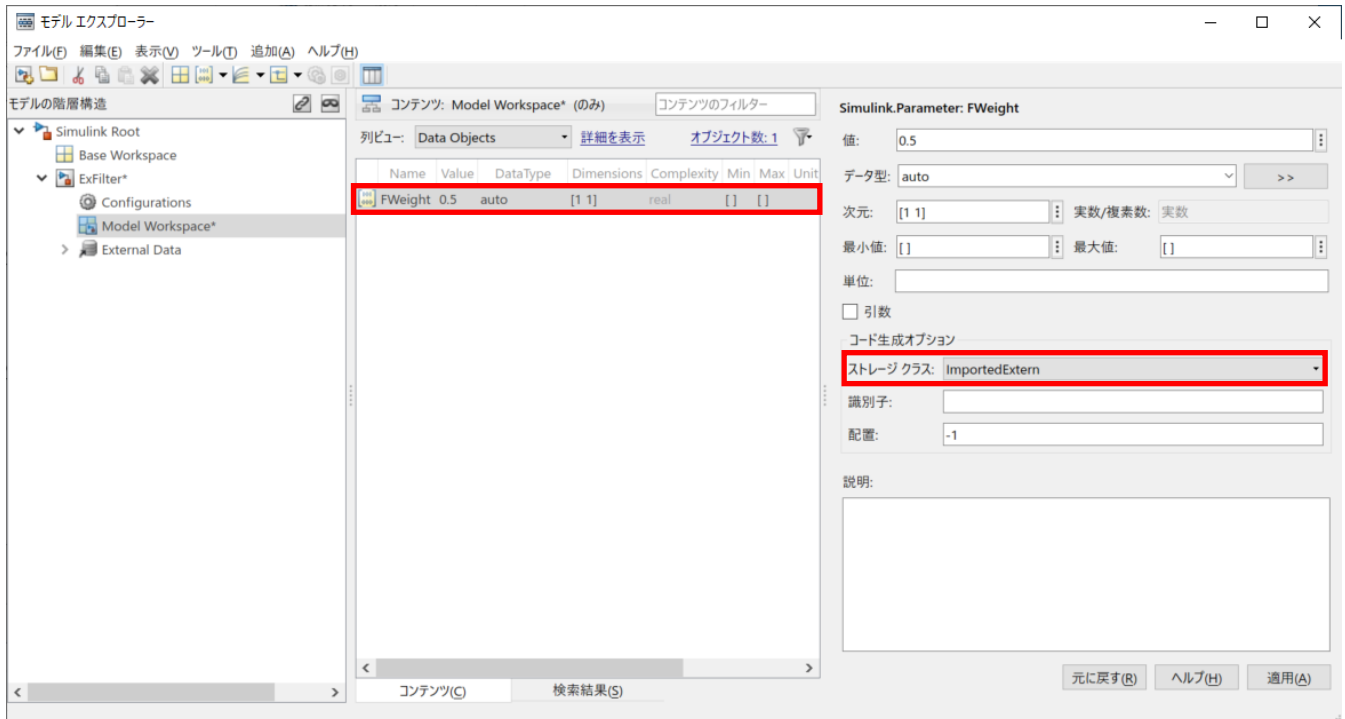 モデル エクスプローラー
ファイル(F) 編集(E) 表示(V) ツール(T) 追加(A) ヘルプ(H)
モデルの階層構造
Simulink Root
Base Workspace
ExFilter*
Configurations
Model Workspace*
External Data
コンテンツ: Model Workspace* (のみ)
コンテンツのフィルター
列ビュー: Data Objects 詳細を表示 オブジェクト数: 1
Name Value DataType Dimensions Complexity Min Max Unit
FWeight 0.5 auto [1 1] real [ ] [ ]
コンテンツ(C) 検索結果(S)
Simulink.Parameter: FWeight
値: 0.5
データ型: auto >>
次元: [1 1] 実数/複素数: 実数
最小値: [ ] 最大値: [ ]
単位:
引数
コード生成オプション
ストレージ クラス: ImportedExtern
識別子:
配置: -1
説明:
元に戻す(R) ヘルプ(H) 適用(A)